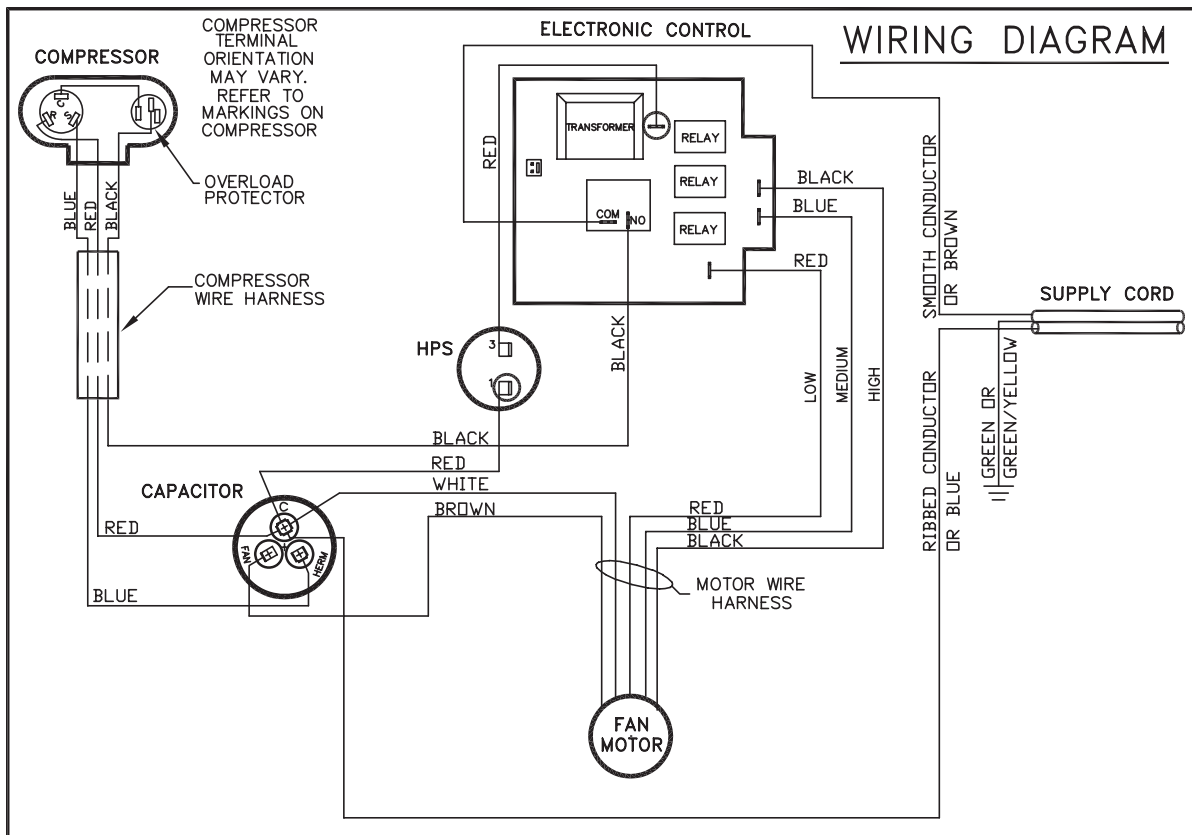 WIRING DIAGRAM
COMPRESSOR
TERMINAL
ORIENTATION
MAY VARY.
REFER TO
MARKINGS ON
COMPRESSOR
COMPRESSOR
C
R
S
OVERLOAD
PROTECTOR
BLUE
RED
BLACK
COMPRESSOR
WIRE HARNESS
ELECTRONIC CONTROL
RED
TRANSFORMER
RELAY
RELAY
RELAY
COM
NO
BLACK
BLUE
RED
BLACK
HPS
3
1
LOW
MEDIUM
HIGH
SMOOTH CONDUCTOR
OR BROWN
SUPPLY CORD
GREEN OR
GREEN/YELLOW
RIBBED CONDUCTOR
OR BLUE
BLACK
RED
WHITE
BROWN
CAPACITOR
C
FAN
HERM
RED
BLUE
RED
BLUE
BLACK
MOTOR WIRE
HARNESS
FAN
MOTOR